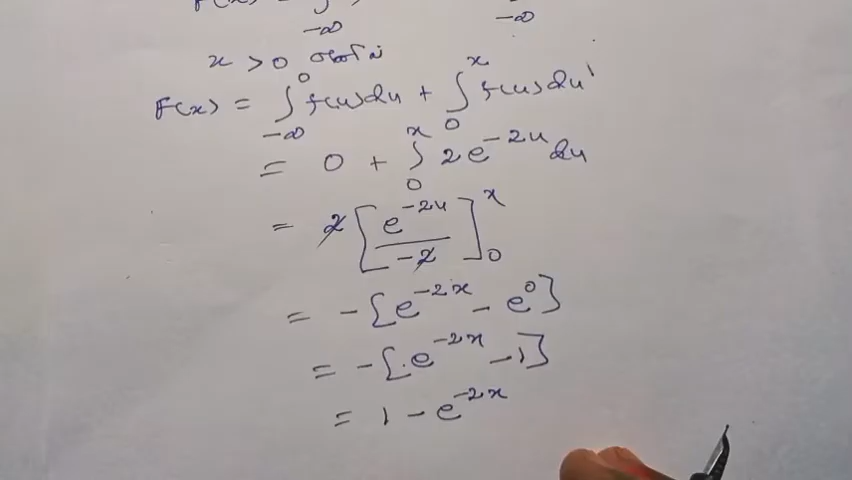 -∞ -∞
x > 0
F(x) = ∫_{-∞}^{0} f(u)du + ∫_{0}^{x} f(u)du
= 0 + ∫_{0}^{x} 2e^{-2u} du
= 2 [e^{-2u} / -2]_{0}^{x}
= -{e^{-2x} - e^0}
= -{e^{-2x} - 1}
= 1 - e^{-2x}